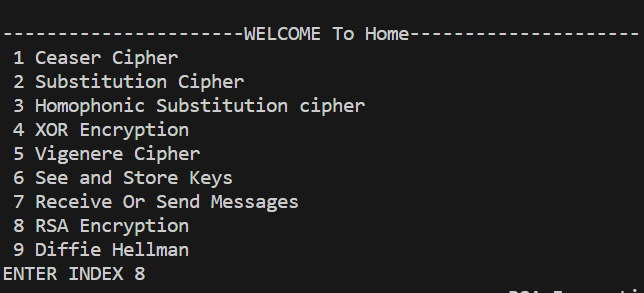 ----------------------WELCOME To Home---------------------
1 Ceaser Cipher
2 Substitution Cipher
3 Homophonic Substitution cipher
4 XOR Encryption
5 Vigenere Cipher
6 See and Store Keys
7 Receive Or Send Messages
8 RSA Encryption
9 Diffie Hellman
ENTER INDEX 8